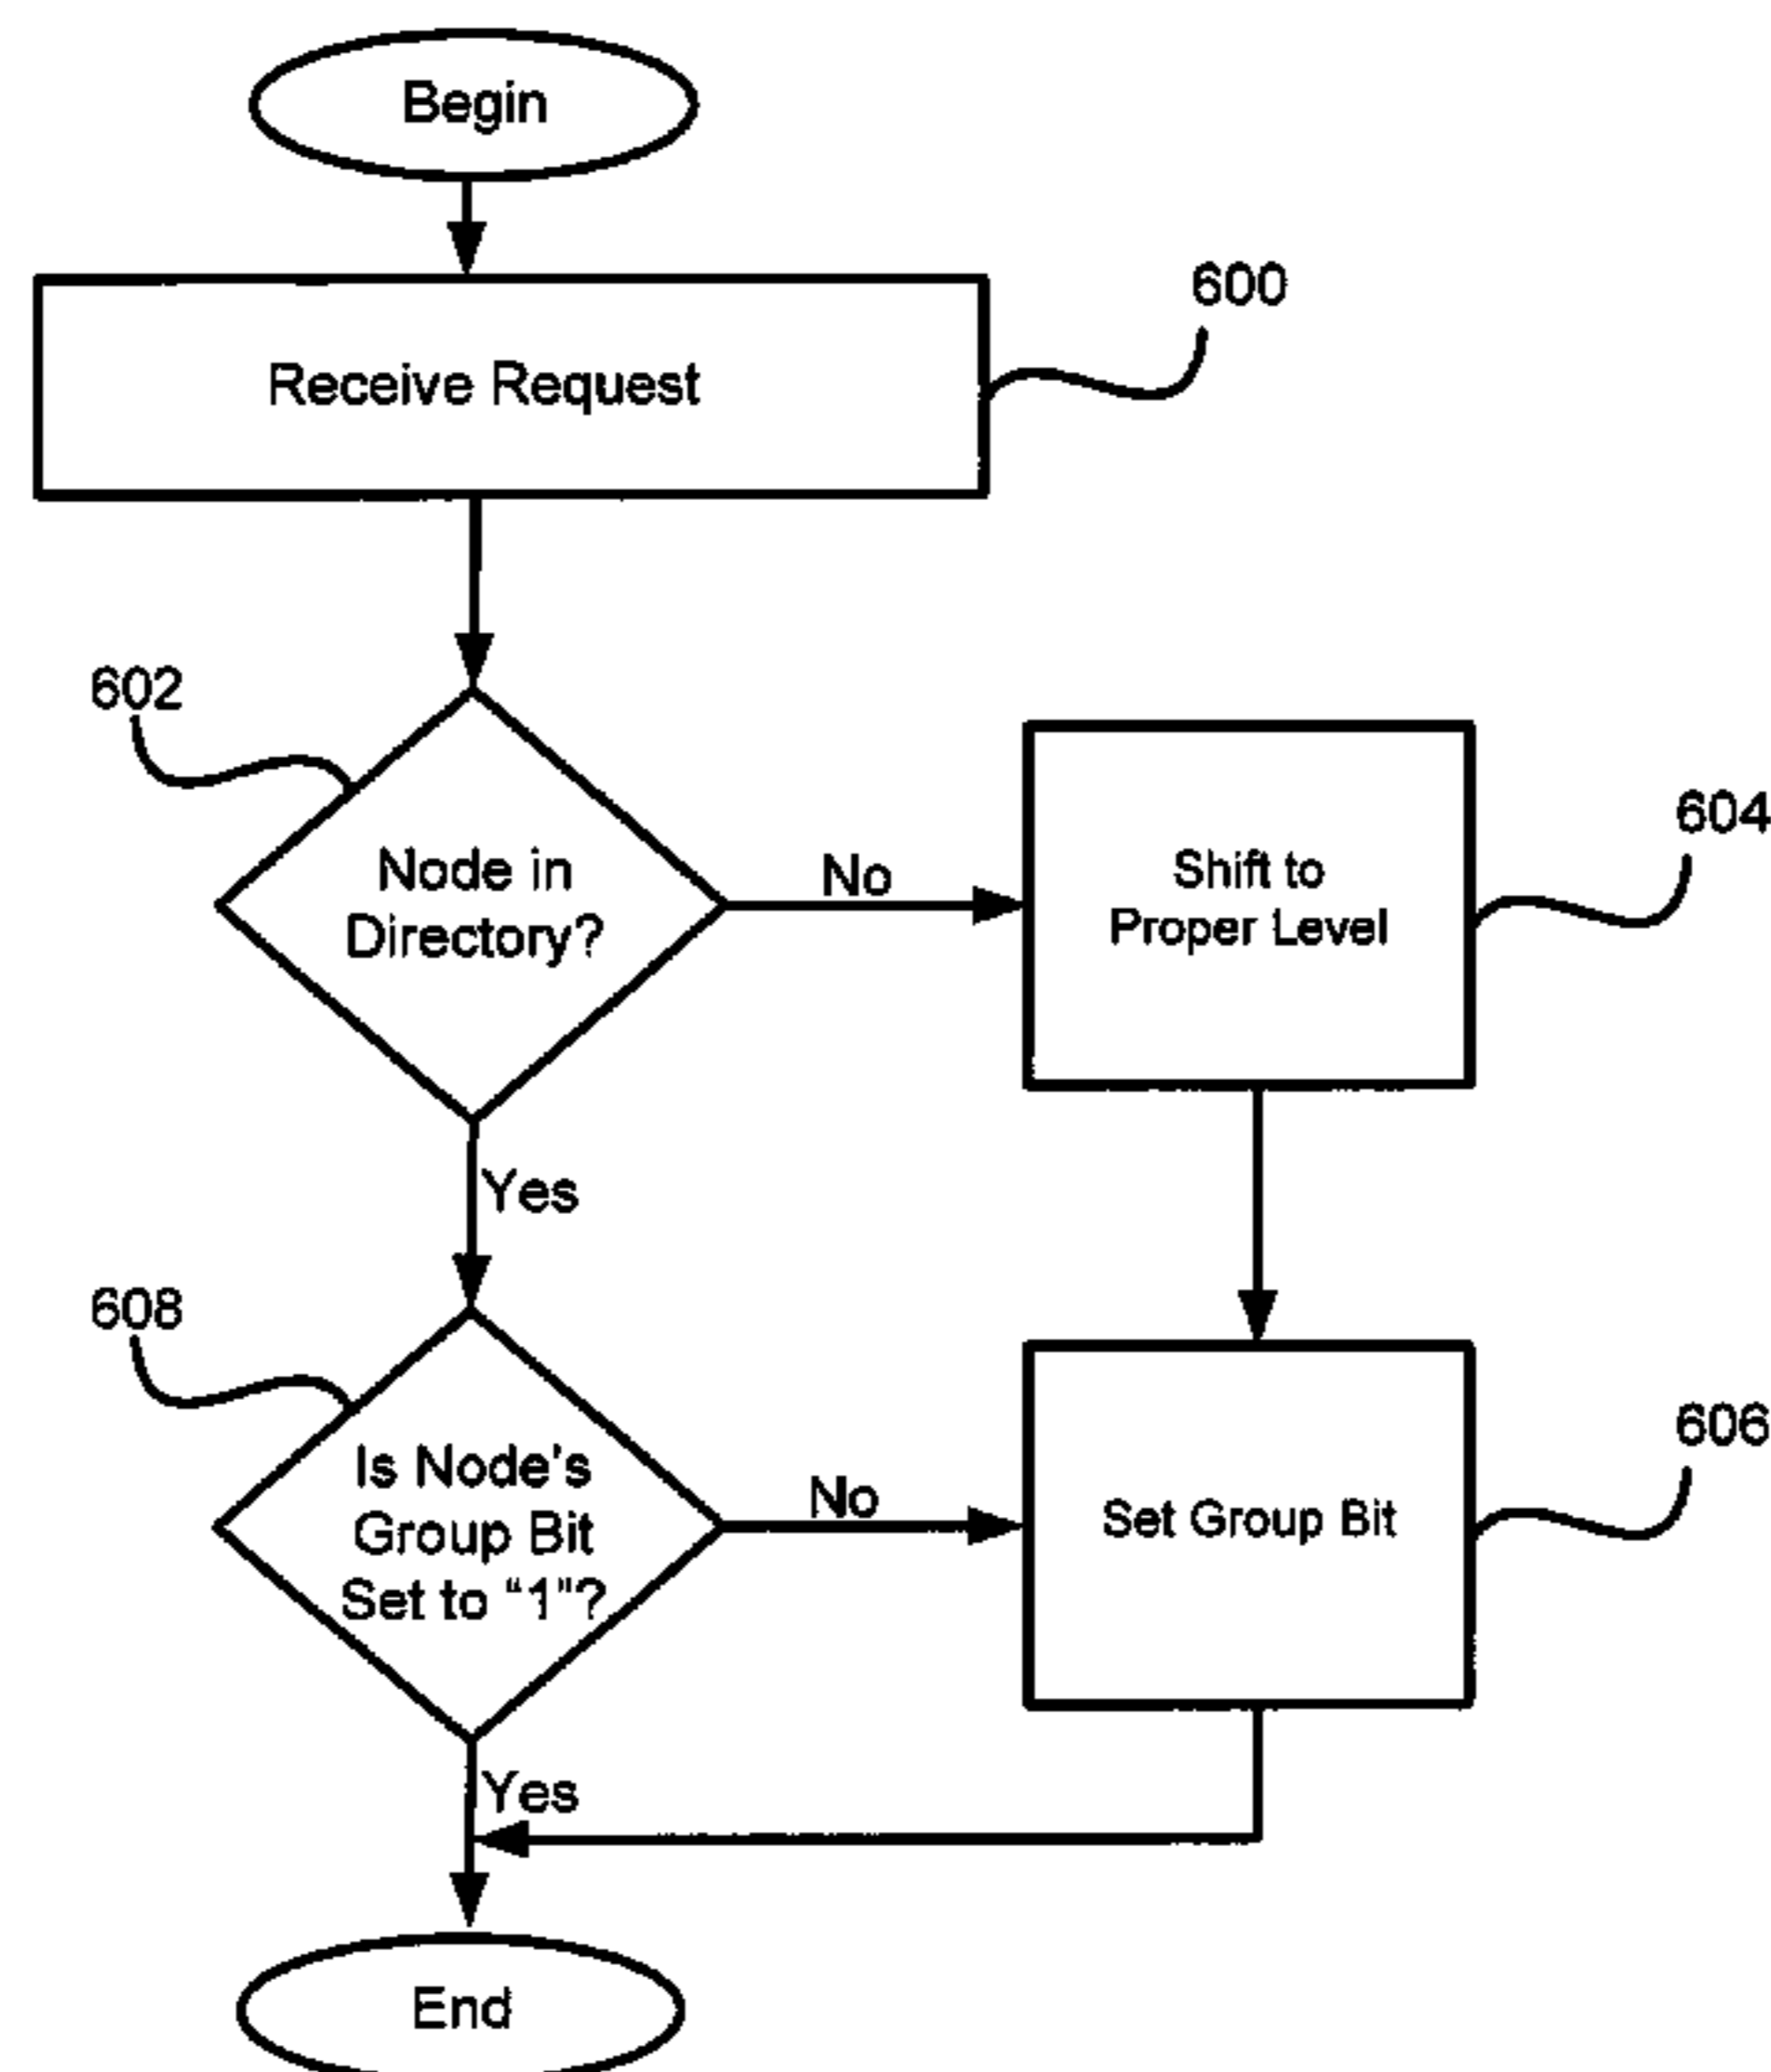 Begin
Receive Request
600
602
Node in
Directory?
No
Shift to
Proper Level
604
Yes
608
Is Node's
Group Bit
Set to “1”?
No
Set Group Bit
606
Yes
End